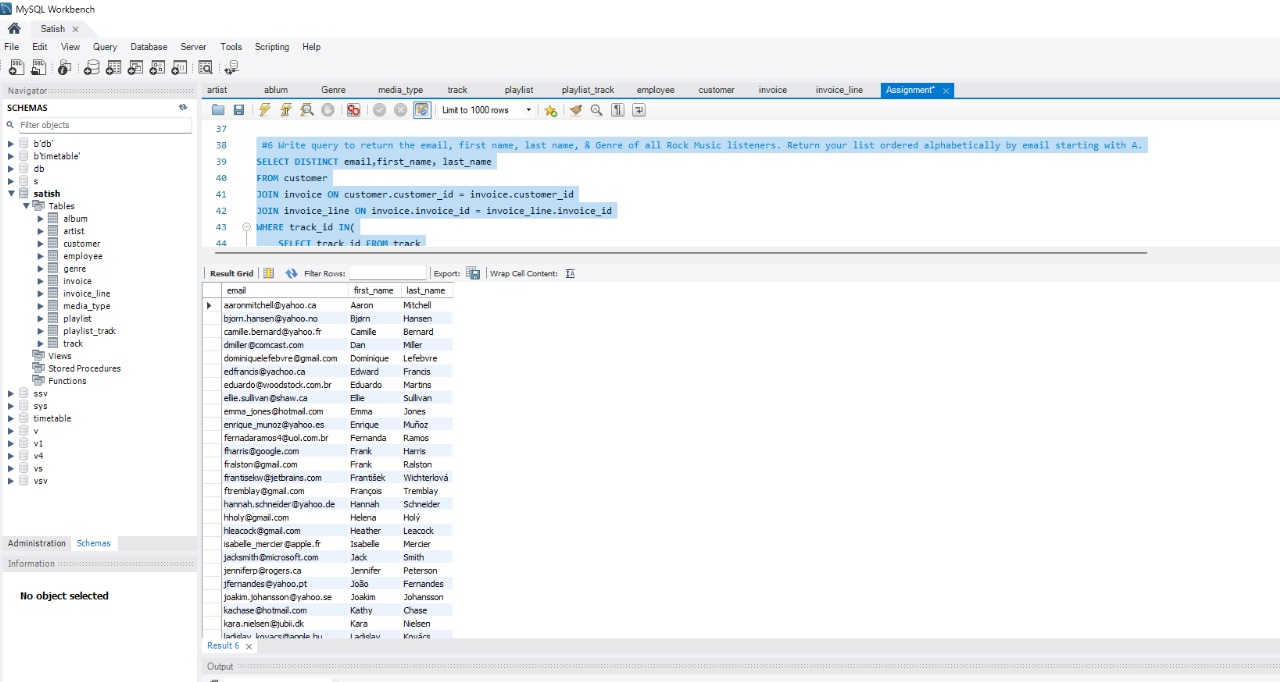 MySQL Workbench
Satish
File Edit View Query Database Server Tools Scripting Help
Navigator
SCHEMAS
Filter objects
b'db'
b'timetable'
db
s
satish
Tables
album
artist
customer
employee
genre
invoice
invoice_line
media_type
playlist
playlist_track
track
Views
Stored Procedures
Functions
ssv
sys
timetable
v
v1
v4
vs
vsv
Administration Schemas
Information
No object selected
artist ablum Genre media_type track playlist playlist_track employee customer invoice invoice_line Assignment*
Limit to 1000 rows
37
38 #6 Write query to return the email, first name, last name, & Genre of all Rock Music listeners. Return your list ordered alphabetically by email starting with A.
39 SELECT DISTINCT email,first_name, last_name
40 FROM customer
41 JOIN invoice ON customer.customer_id = invoice.customer_id
42 JOIN invoice_line ON invoice.invoice_id = invoice_line.invoice_id
43 WHERE track_id IN(
44 SELECT track_id FROM track
Result Grid Filter Rows: Export: Wrap Cell Content:
email first_name last_name
aaronmitchell@yahoo.ca Aaron Mitchell
bjorn.hansen@yahoo.no Bjørn Hansen
camille.bernard@yahoo.fr Camille Bernard
dmiller@comcast.com Dan Miller
dominiquelefebvre@gmail.com Dominique Lefebvre
edfrancis@yachoo.ca Edward Francis
eduardo@woodstock.com.br Eduardo Martins
ellie.sullivan@shaw.ca Ellie Sullivan
emma_jones@hotmail.com Emma Jones
enrique_munoz@yahoo.es Enrique Muñoz
fernadaramos4@uol.com.br Fernanda Ramos
fharris@google.com Frank Harris
fralston@gmail.com Frank Ralston
frantisekw@jetbrains.com František Wichterlová
ftremblay@gmail.com François Tremblay
hannah.schneider@yahoo.de Hannah Schneider
hholy@gmail.com Helena Holý
hleacock@gmail.com Heather Leacock
isabelle_mercier@apple.fr Isabelle Mercier
jacksmith@microsoft.com Jack Smith
jenniferp@rogers.ca Jennifer Peterson
jfernandes@yahoo.pt João Fernandes
joakim.johansson@yahoo.se Joakim Johansson
kachase@hotmail.com Kathy Chase
kara.nielsen@jubii.dk Kara Nielsen
ladislav_kovacs@apple.hu Ladislav Kovács
Result 6
Output